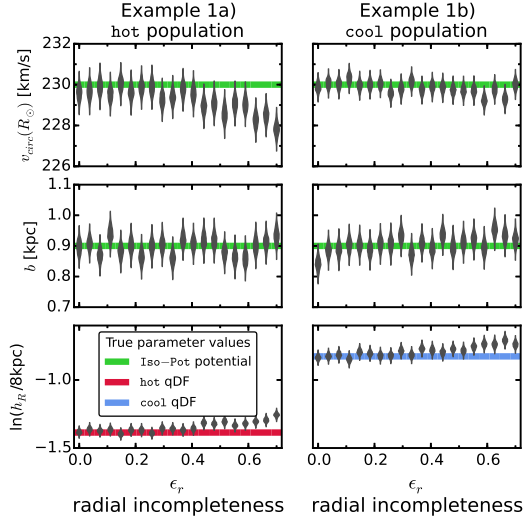 Example 1a)
hot population
Example 1b)
cool population
232
230
228
226
v_circ(R_⊙) [km/s]
1.1
1.0
0.9
0.8
0.7
b [kpc]
True parameter values
Iso-Pot potential
hot qDF
cool qDF
−1.0
−1.5
ln(h_R/8kpc)
0.0 0.2 0.4 0.6
0.0 0.2 0.4 0.6
ϵ_r
ϵ_r
radial incompleteness
radial incompleteness